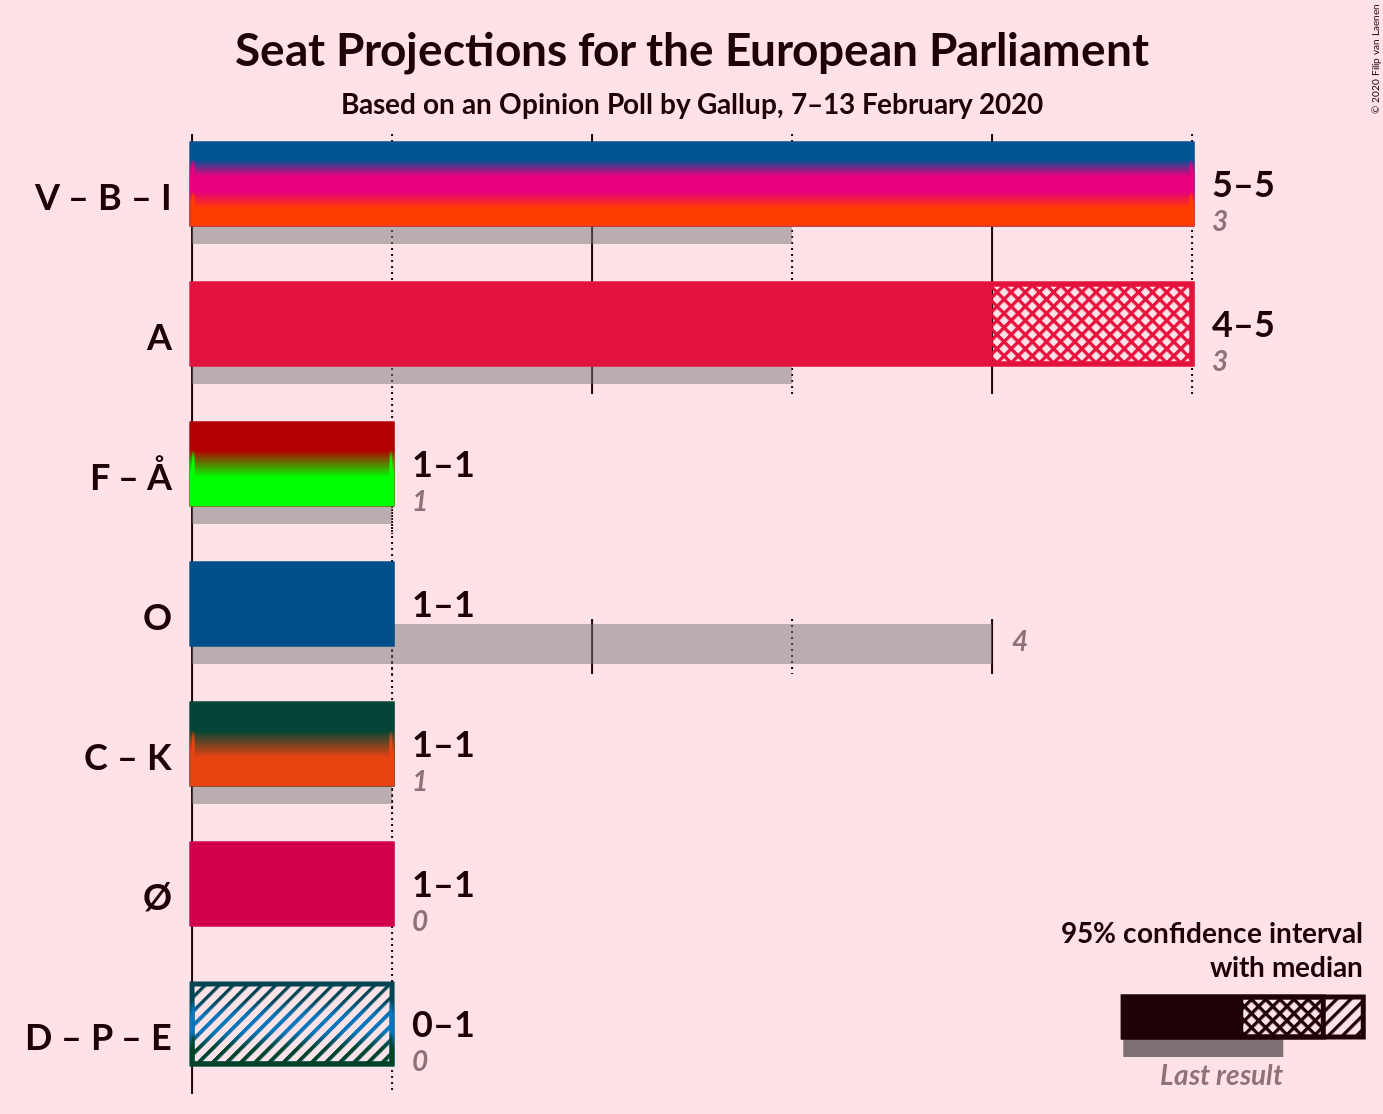 Seat Projections for the European Parliament
Based on an Opinion Poll by Gallup, 7–13 February 2020
© 2020 Filip van Laenen
V – B – I
5–5
3
A
4–5
3
F – Å
1–1
1
O
1–1
4
C – K
1–1
1
Ø
1–1
0
D – P – E
0–1
0
95% confidence interval
with median
Last result